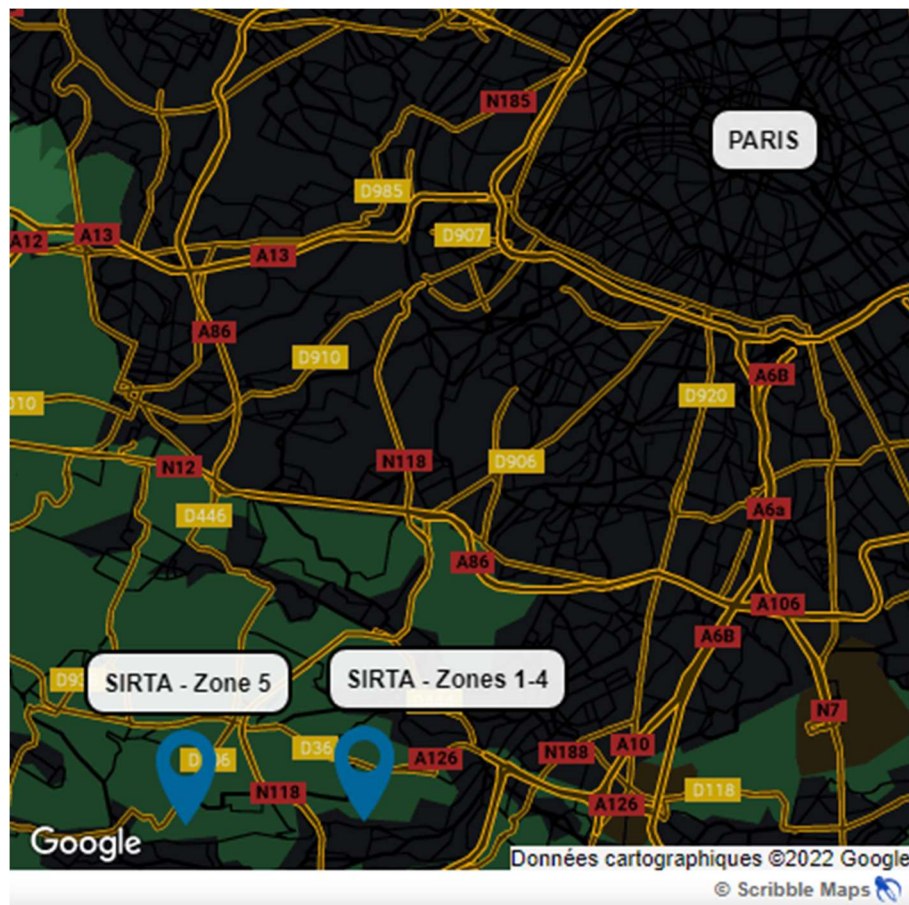 N185
PARIS
D985
D907
A12
A13
A13
A86
D910
A6B
010
D920
N12
N118
D906
D446
A6a
A86
A106
A6B
SIRTA - Zone 5
SIRTA - Zones 1-4
N7
D36
A126
N188
A10
N118
A126
D118
Google
Données cartographiques ©2022 Google
© Scribble Maps